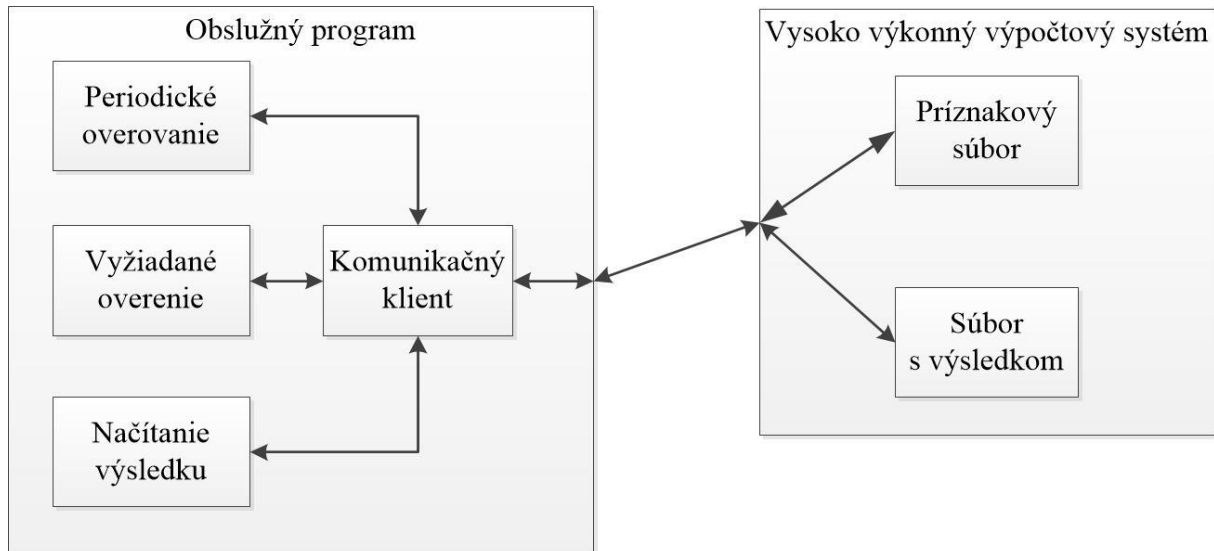 Obslužný program
Periodické
overovanie
Vyžiadané
overenie
Komunikačný
klient
Načítanie
výsledku
Vysoko výkonný výpočtový systém
Príznakový
súbor
Súbor
s výsledkom